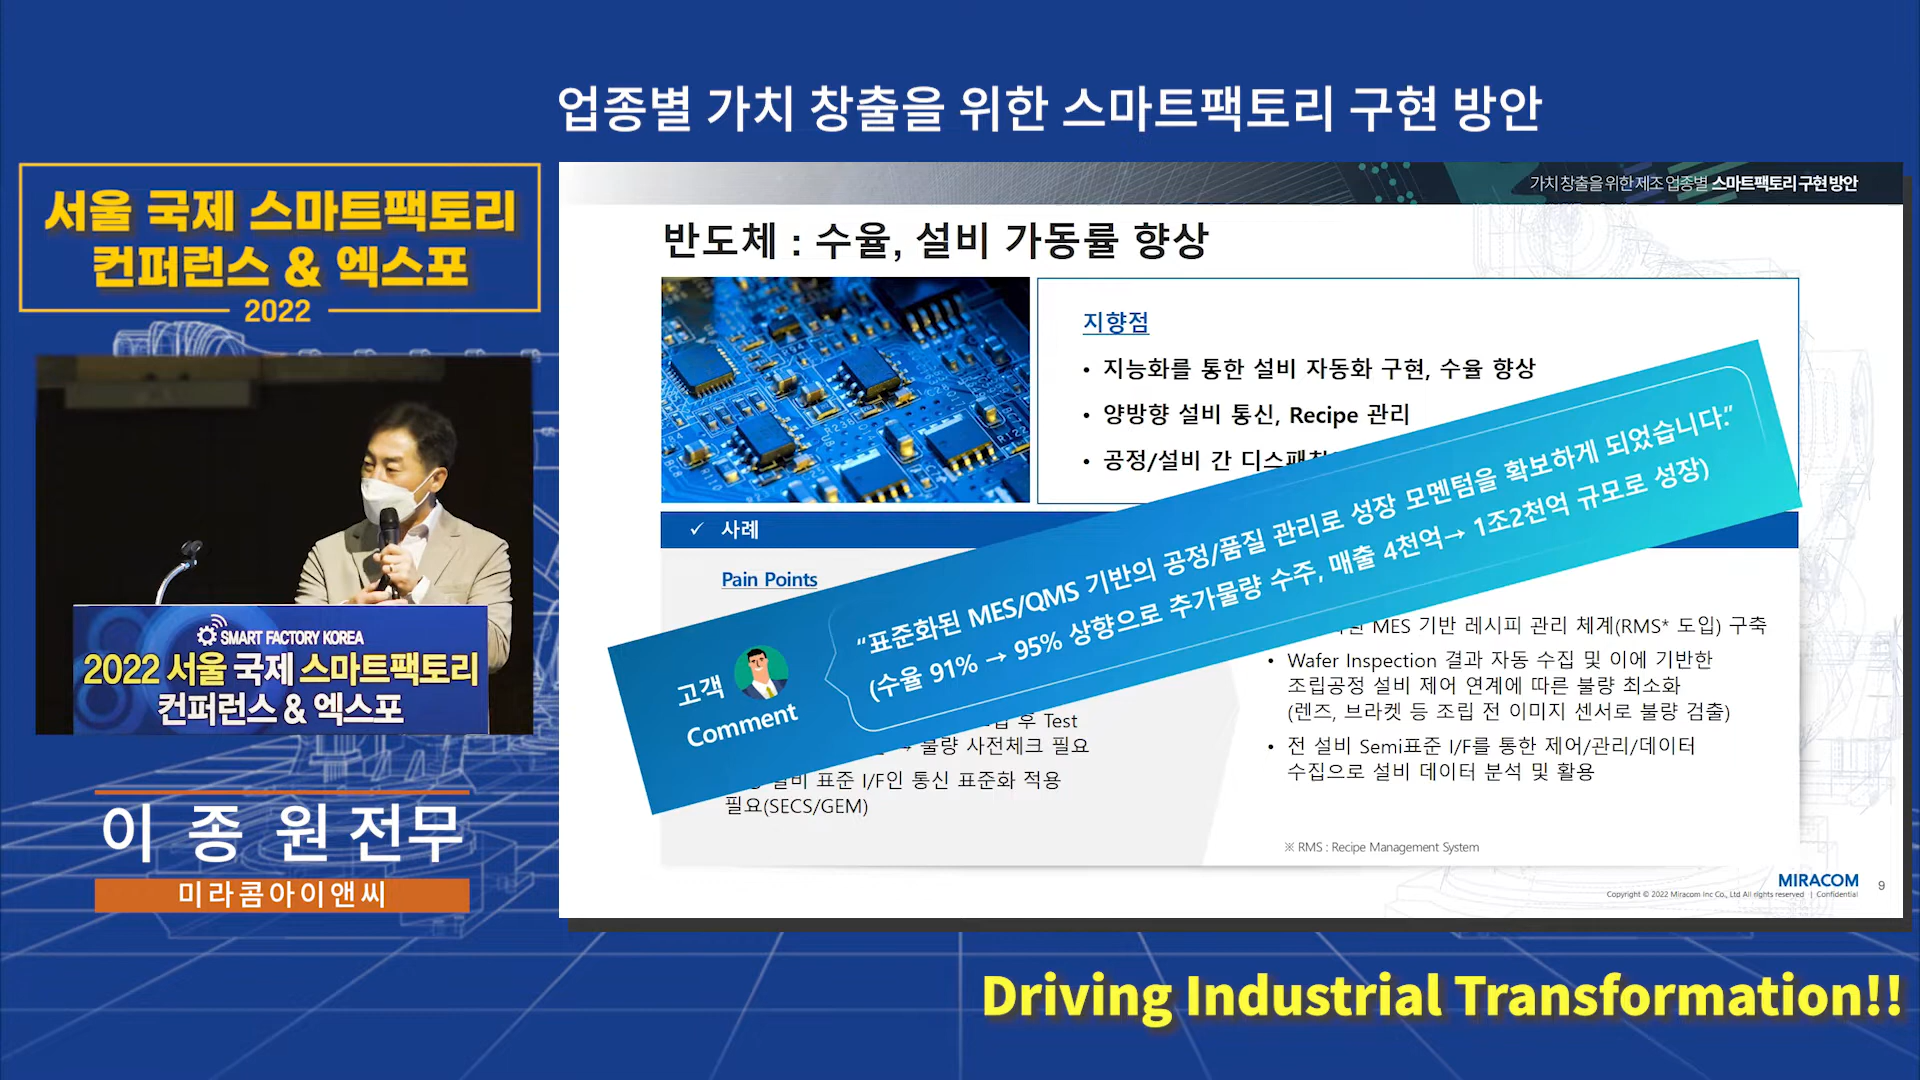 업종별 가치 창출을 위한 스마트팩토리 구현 방안
서울 국제 스마트팩토리
컨퍼런스 & 엑스포
2022
SMART FACTORY KOREA
2022 서울 국제 스마트팩토리
컨퍼런스 & 엑스포
이 종 원 전무
미라콤아이앤씨
가치 창출을 위한 제조 업종별 스마트팩토리 구현 방안
반도체 : 수율, 설비 가동률 향상
지향점
• 지능화를 통한 설비 자동화 구현, 수율 향상
• 양방향 설비 통신, Recipe 관리
• 공정/설비 간
✓ 사례
Pain Points
고객
Comment
“표준화된 MES/QMS 기반의 공정/품질 관리로 성장 모멘텀을 확보하게 되었습니다.”
(수율 91% → 95% 상향으로 추가물량 수주, 매출 4천억→ 1조2천억 규모로 성장)
후 Test
불량 사전체크 필요
설비 표준 I/F인 통신 표준화 적용
필요(SECS/GEM)
MES 기반 레시피 관리 체계(RMS* 도입) 구축
• Wafer Inspection 결과 자동 수집 및 이에 기반한
조립공정 설비 제어 연계에 따른 불량 최소화
(렌즈, 브라켓 등 조립 전 이미지 센서로 불량 검출)
• 전 설비 Semi표준 I/F를 통한 제어/관리/데이터
수집으로 설비 데이터 분석 및 활용
※ RMS : Recipe Management System
MIRACOM
Copyright © 2022 Miracom Inc Co., Ltd All rights reserved | Confidential
9
Driving Industrial Transformation!!